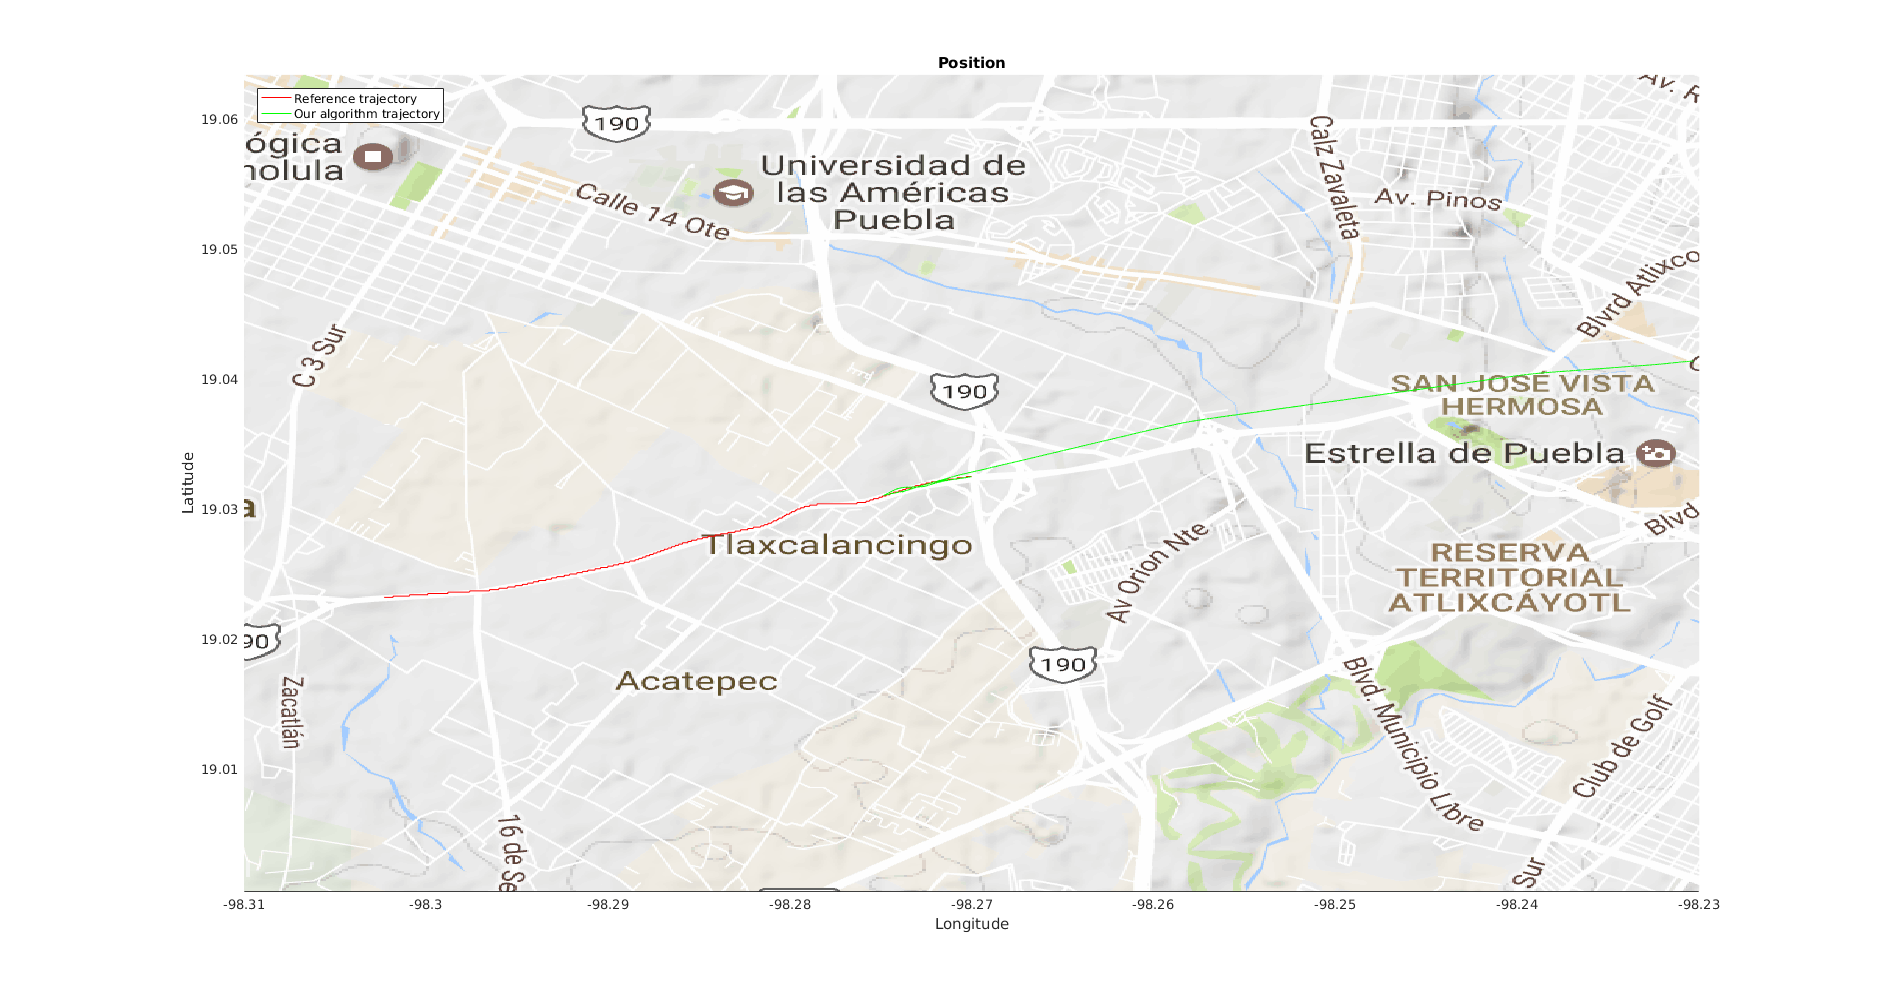 Position
Reference trajectory
Our algorithm trajectory
19.06
19.05
19.04
19.03
19.02
19.01
Latitude
-98.31
-98.3
-98.29
-98.28
-98.27
-98.26
-98.25
-98.24
-98.23
Longitude
190
ógica
nolula
Universidad de
las Américas
Puebla
Calle 14 Ote
Calz Zavaleta
Av. Pinos
Av. R
Blvrd Atlixco
C 3 Sur
190
SAN JOSÉ VISTA
HERMOSA
C
Estrella de Puebla
a
Tlaxcalancingo
Av Orion Nte
Blvd
RESERVA
TERRITORIAL
ATLIXCÁYOTL
90
190
Acatepec
Zacatlán
Blvd. Municipio Libre
Club de Golf
16 de Se
Sur